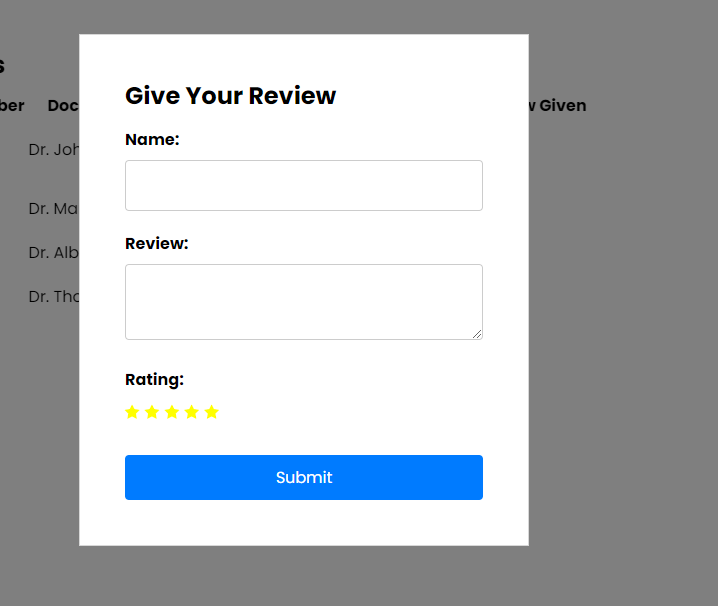 s
ber Doc w Given
Give Your Review
Name:
Dr. Joh
Dr. Ma
Review:
Dr. Alb
Dr. Tho
Rating:
Submit